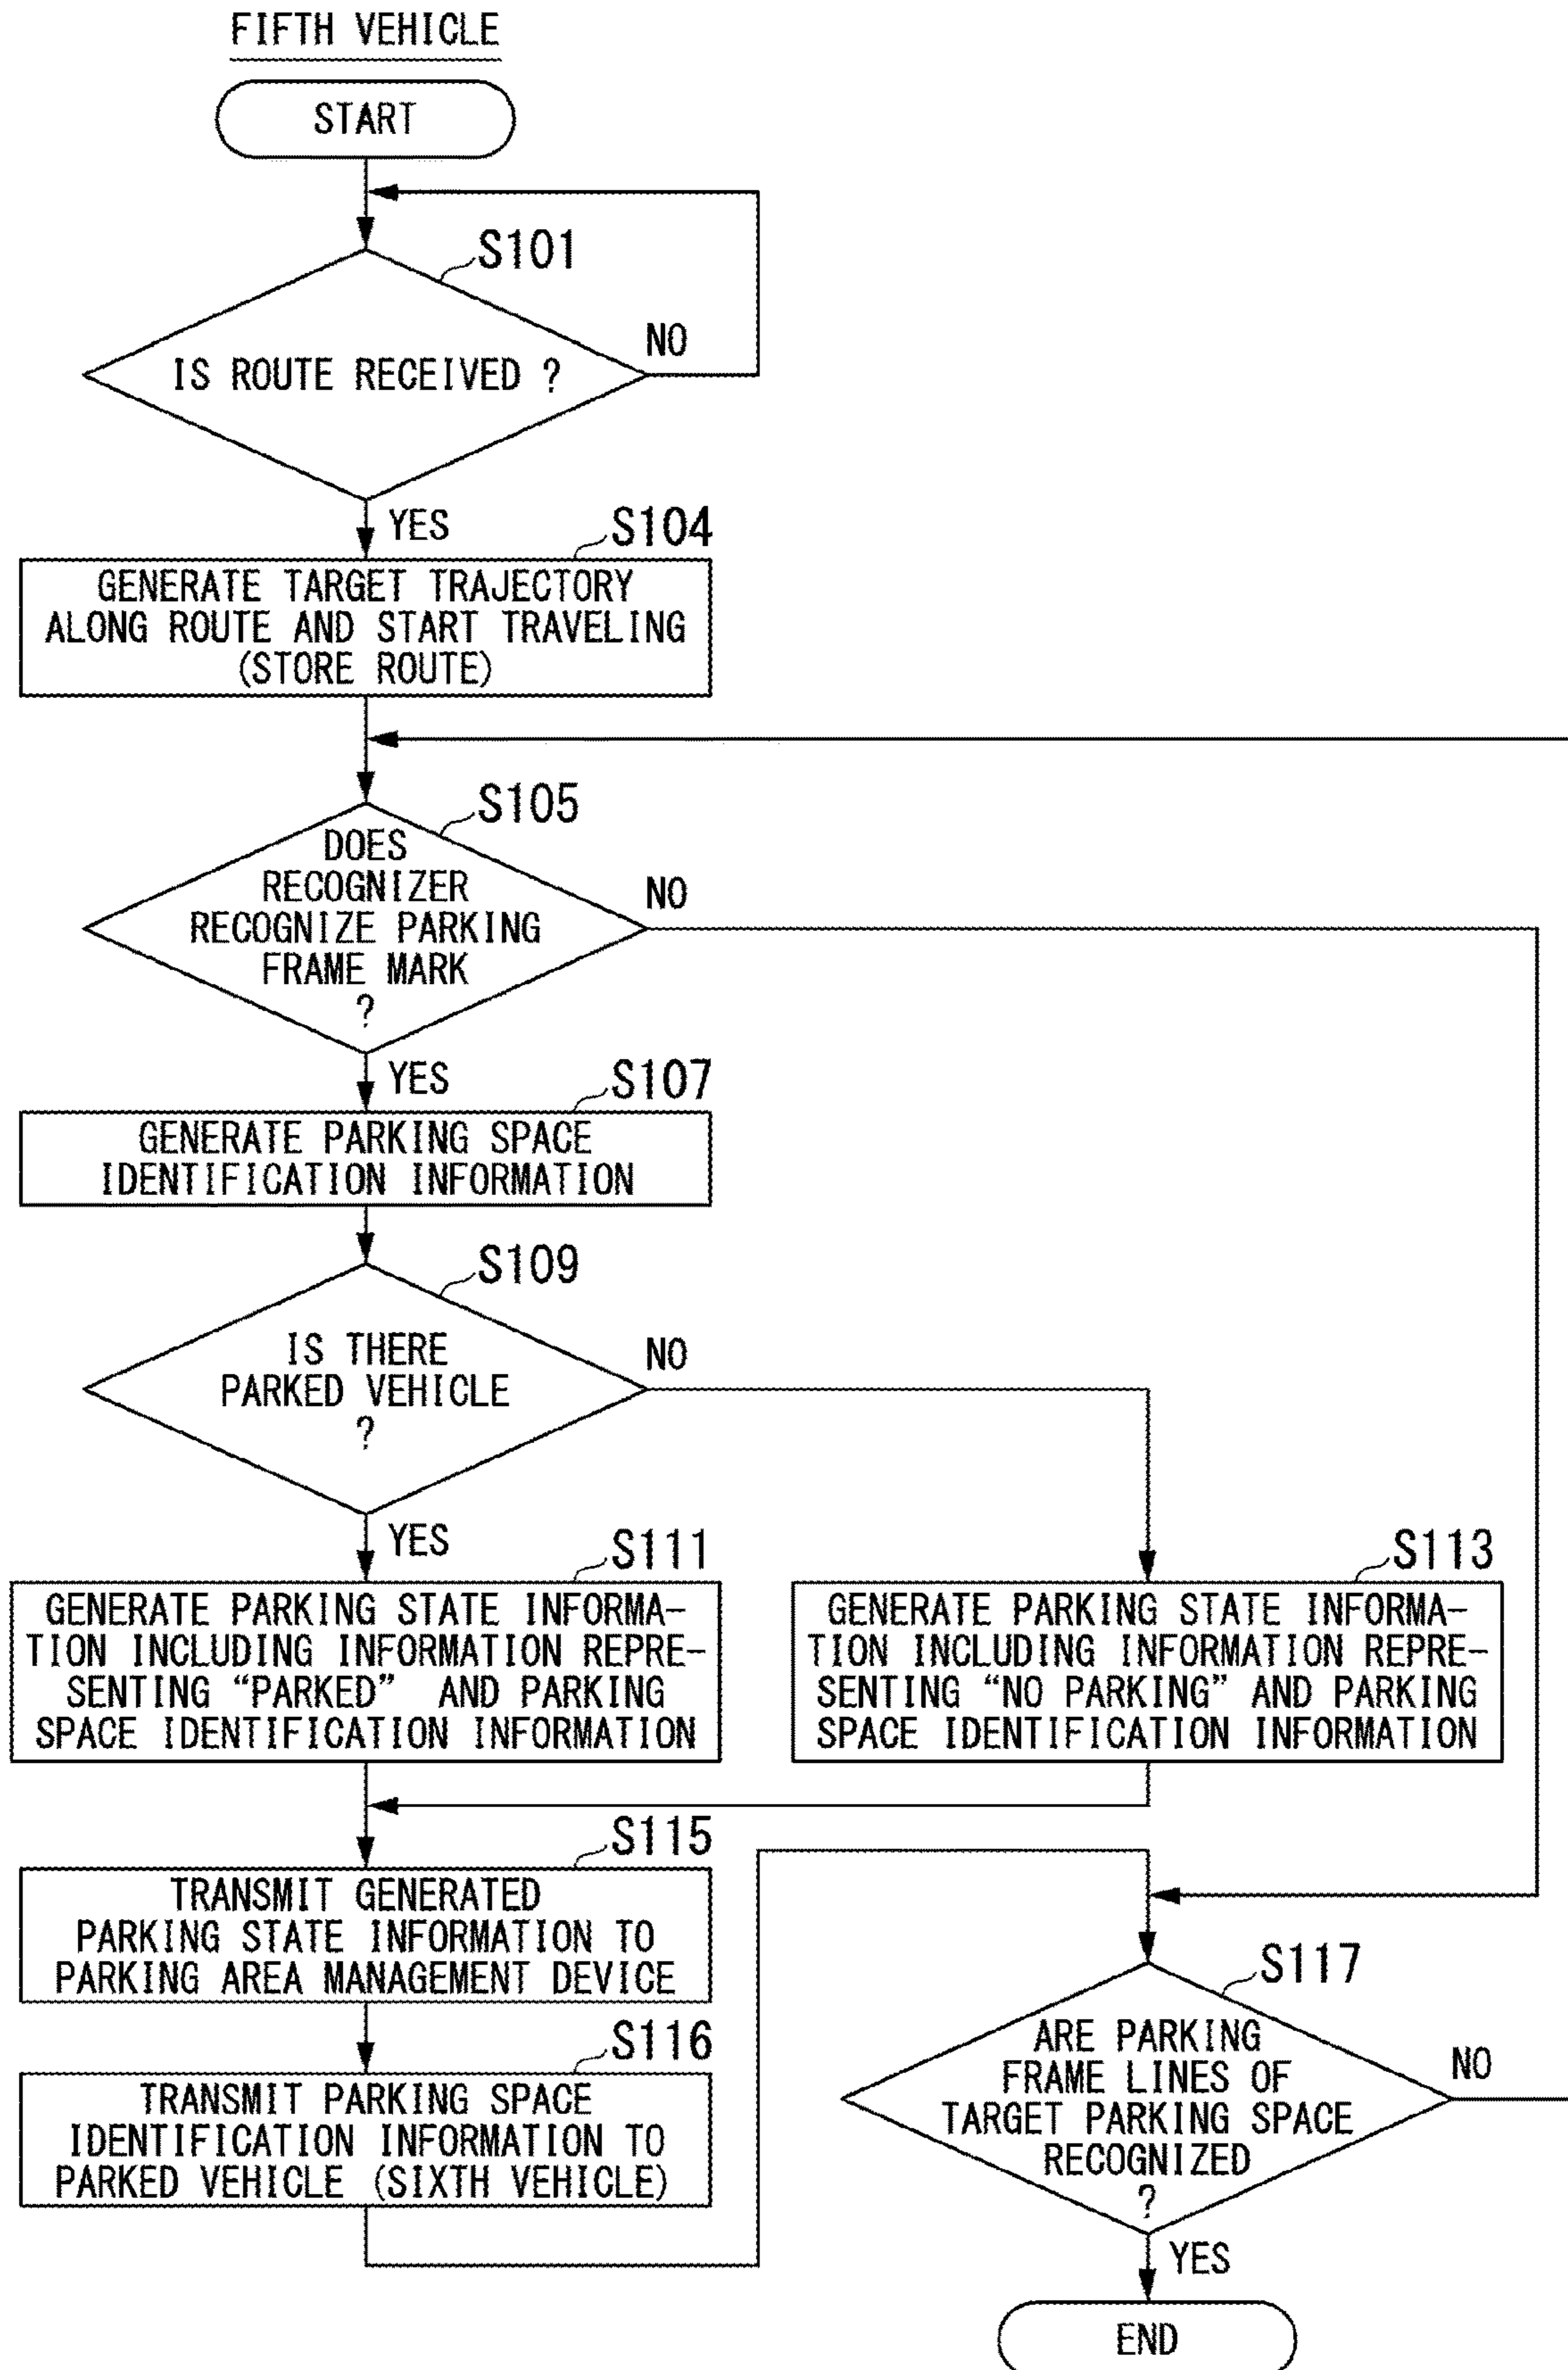 FIFTH VEHICLE
START
S101
IS ROUTE RECEIVED ?
NO
YES
S104
GENERATE TARGET TRAJECTORY
ALONG ROUTE AND START TRAVELING
(STORE ROUTE)
S105
DOES
RECOGNIZER
RECOGNIZE PARKING
FRAME MARK
?
NO
YES
S107
GENERATE PARKING SPACE
IDENTIFICATION INFORMATION
S109
IS THERE
PARKED VEHICLE
?
NO
YES
S111
GENERATE PARKING STATE INFORMA-
TION INCLUDING INFORMATION REPRE-
SENTING “PARKED” AND PARKING
SPACE IDENTIFICATION INFORMATION
S113
GENERATE PARKING STATE INFORMA-
TION INCLUDING INFORMATION REPRE-
SENTING “NO PARKING” AND PARKING
SPACE IDENTIFICATION INFORMATION
S115
TRANSMIT GENERATED
PARKING STATE INFORMATION TO
PARKING AREA MANAGEMENT DEVICE
S116
TRANSMIT PARKING SPACE
IDENTIFICATION INFORMATION TO
PARKED VEHICLE (SIXTH VEHICLE)
S117
ARE PARKING
FRAME LINES OF
TARGET PARKING SPACE
RECOGNIZED
?
NO
YES
END